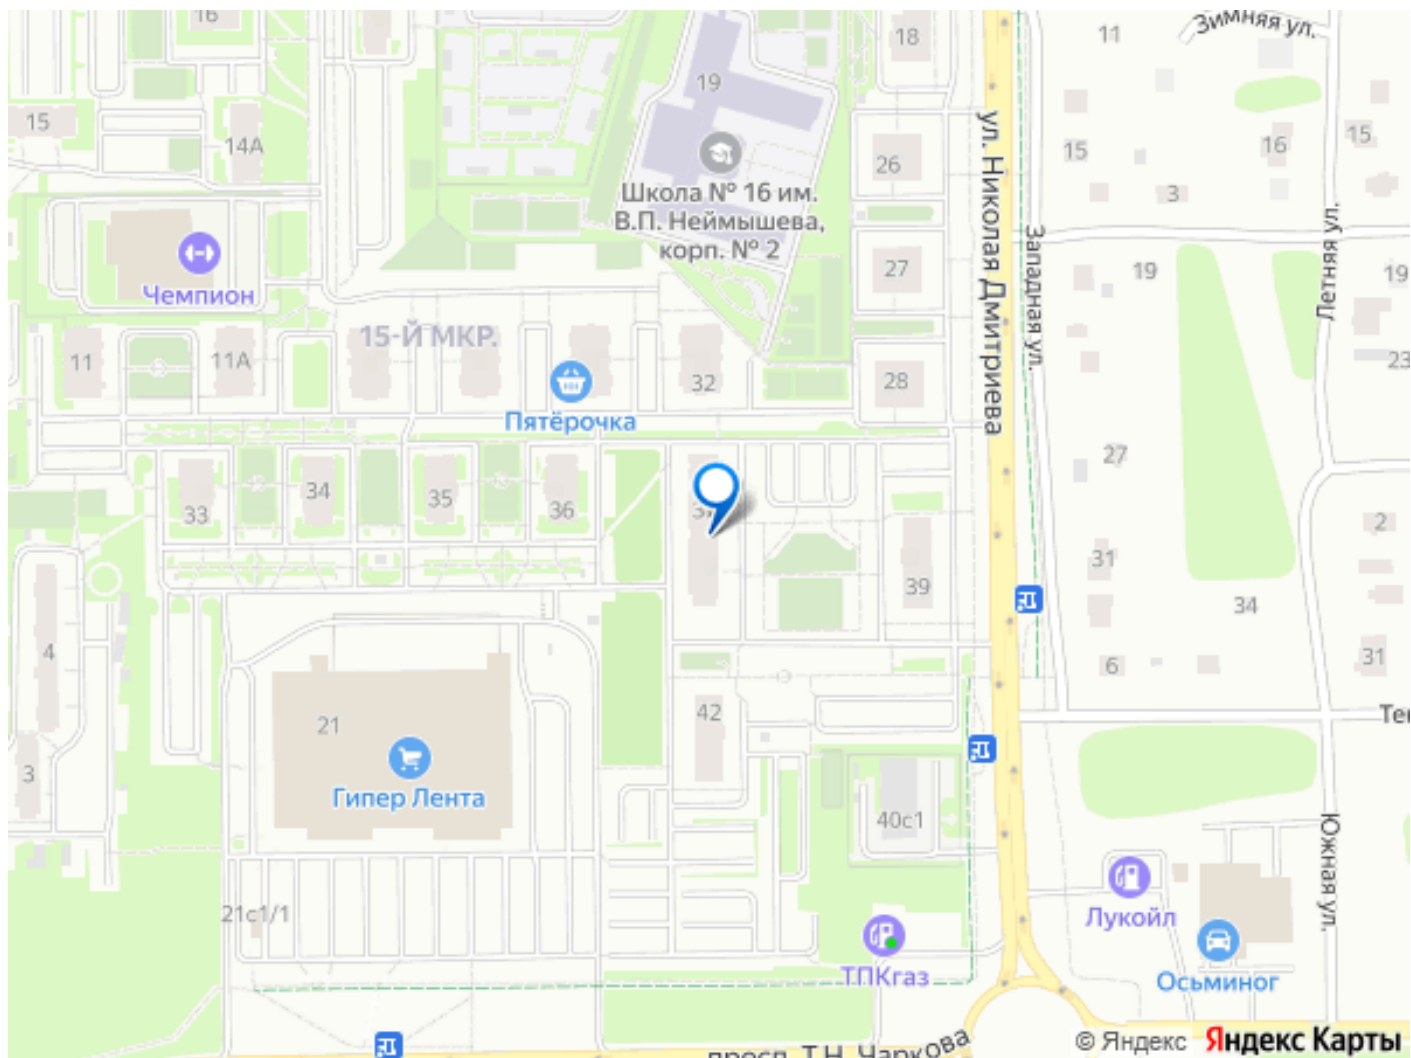 16
18
Зимняя ул.
11
19
15
14А
26
15
16
15
3
Школа № 16 им.
В.П. Неймышева,
корп. № 2
ул. Николая Дмитриева
Западная ул.
Летняя ул.
27
19
19
Чемпион
15-Й МКР.
11
11А
32
28
23
Пятёрочка
27
33
34
35
36
2
31
39
34
4
6
31
42
21
Те
3
Гипер Лента
40с1
Южная ул.
21с1/1
Лукойл
ТПКгаз
Осьминог
просп. Т.Н. Чаркова
© Яндекс Яндекс Карты